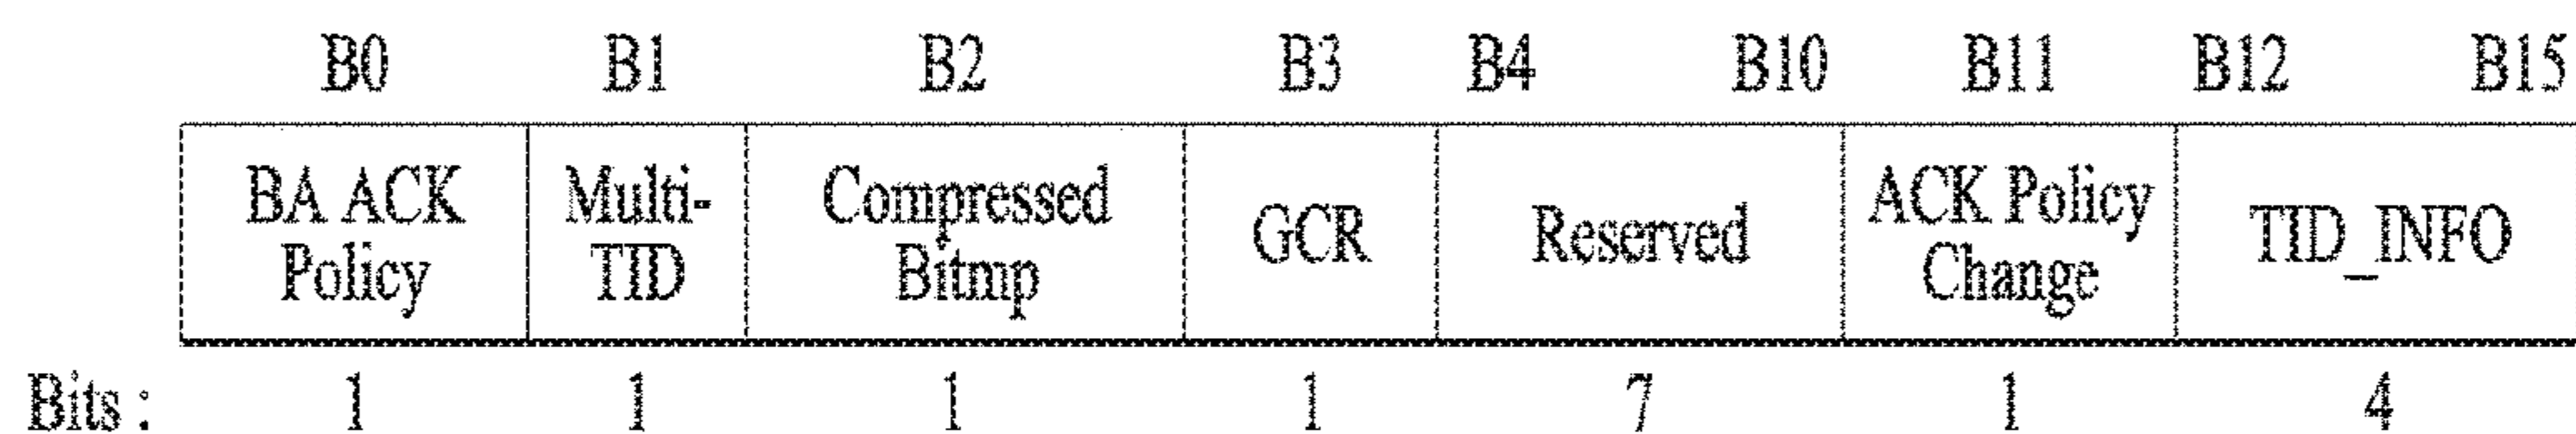 B0 B1 B2 B3 B4 B10 B11 B12 B15
BA ACK Multi- Compressed GCR Reserved ACK Policy TID_INFO
Policy TID Bitmp Change
Bits : 1 1 1 1 7 1 4